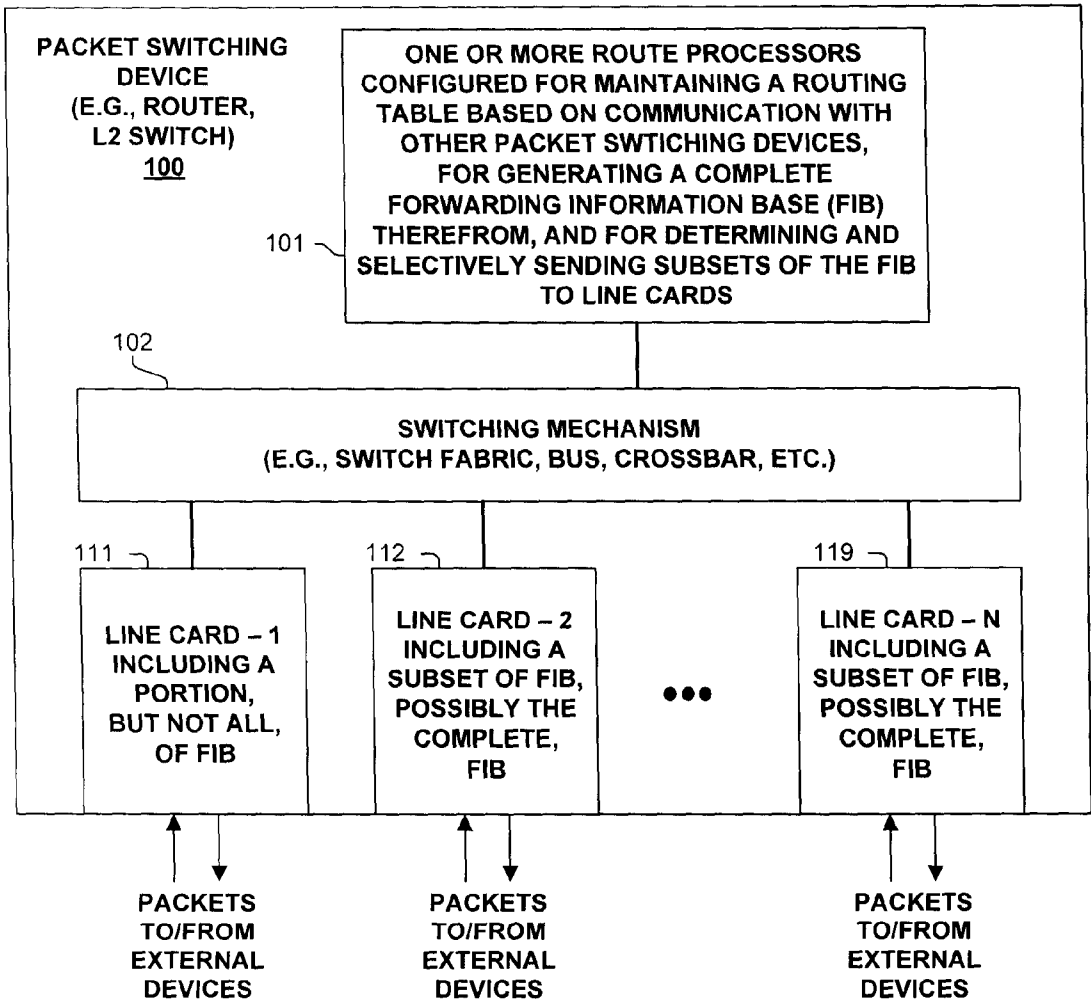 PACKET SWITCHING
DEVICE
(E.G., ROUTER,
L2 SWITCH)
100
ONE OR MORE ROUTE PROCESSORS
CONFIGURED FOR MAINTAINING A ROUTING
TABLE BASED ON COMMUNICATION WITH
OTHER PACKET SWTICHING DEVICES,
FOR GENERATING A COMPLETE
FORWARDING INFORMATION BASE (FIB)
THEREFROM, AND FOR DETERMINING AND
SELECTIVELY SENDING SUBSETS OF THE FIB
TO LINE CARDS
101
102
SWITCHING MECHANISM
(E.G., SWITCH FABRIC, BUS, CROSSBAR, ETC.)
111
LINE CARD – 1
INCLUDING A
PORTION,
BUT NOT ALL,
OF FIB
112
LINE CARD – 2
INCLUDING A
SUBSET OF FIB,
POSSIBLY THE
COMPLETE,
FIB
●●●
119
LINE CARD – N
INCLUDING A
SUBSET OF FIB,
POSSIBLY THE
COMPLETE,
FIB
PACKETS
TO/FROM
EXTERNAL
DEVICES
PACKETS
TO/FROM
EXTERNAL
DEVICES
PACKETS
TO/FROM
EXTERNAL
DEVICES